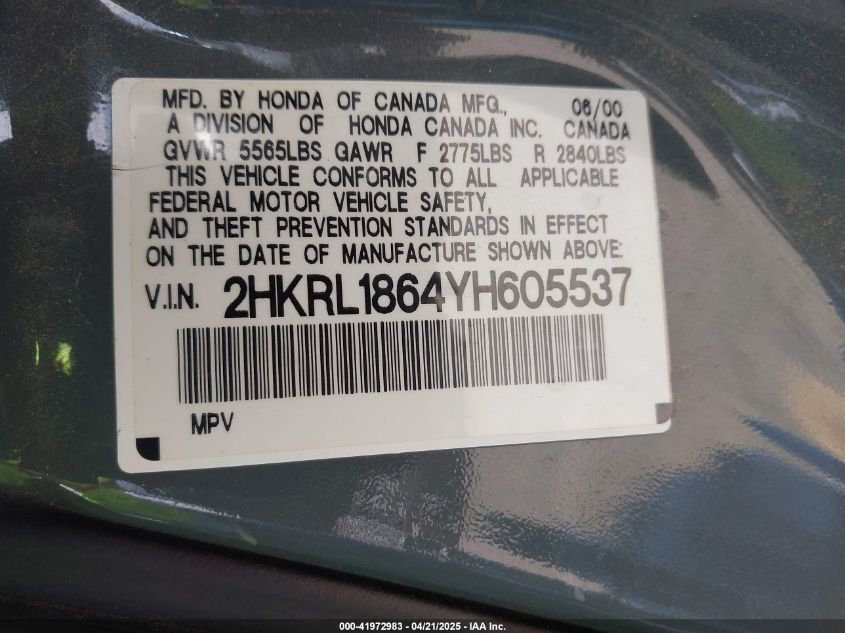 MFD. BY HONDA OF CANADA MFG., 06/00
A DIVISION OF HONDA CANADA INC. CANADA
GVWR 5565LBS GAWR F 2775LBS R 2840LBS
THIS VEHICLE CONFORMS TO ALL APPLICABLE
FEDERAL MOTOR VEHICLE SAFETY,
AND THEFT PREVENTION STANDARDS IN EFFECT
ON THE DATE OF MANUFACTURE SHOWN ABOVE:
V.I.N. 2HKRL1864YH605537
MPV
000-41972983 - 04/21/2025 - IAA Inc.